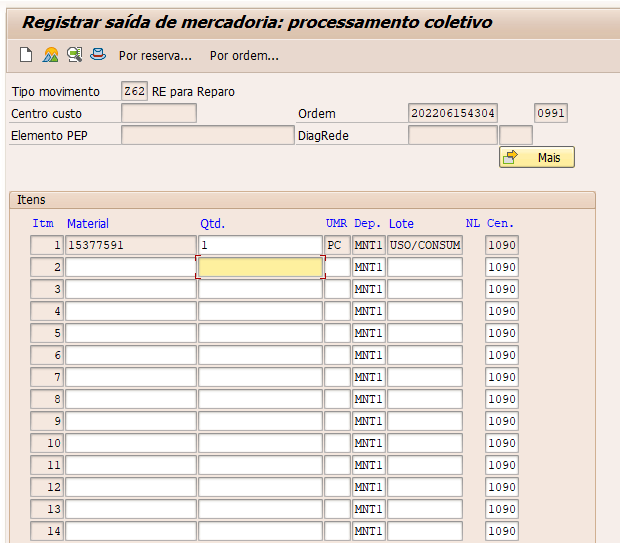 Registrar saída de mercadoria: processamento coletivo
Por reserva... Por ordem...
Tipo movimento Z62 RE para Reparo
Centro custo Ordem 202206154304 0991
Elemento PEP DiagRede
Mais
Itens
Itm Material Qtd. UMR Dep. Lote NL Cen.
1 15377591 1 PC MNT1 USO/CONSUM 1090
2 MNT1 1090
3 MNT1 1090
4 MNT1 1090
5 MNT1 1090
6 MNT1 1090
7 MNT1 1090
8 MNT1 1090
9 MNT1 1090
10 MNT1 1090
11 MNT1 1090
12 MNT1 1090
13 MNT1 1090
14 MNT1 1090